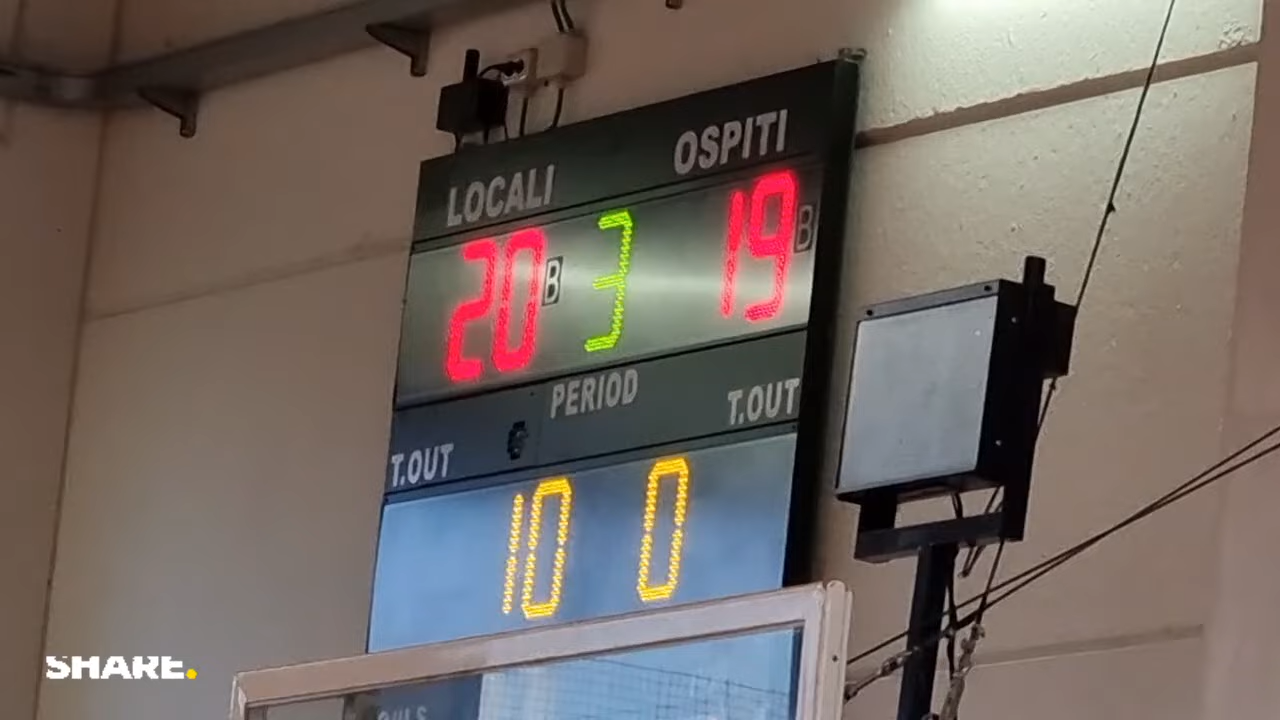 LOCALI OSPITI
20 B 3 19 B
PERIOD
T.OUT T.OUT
10 0
SHARE.